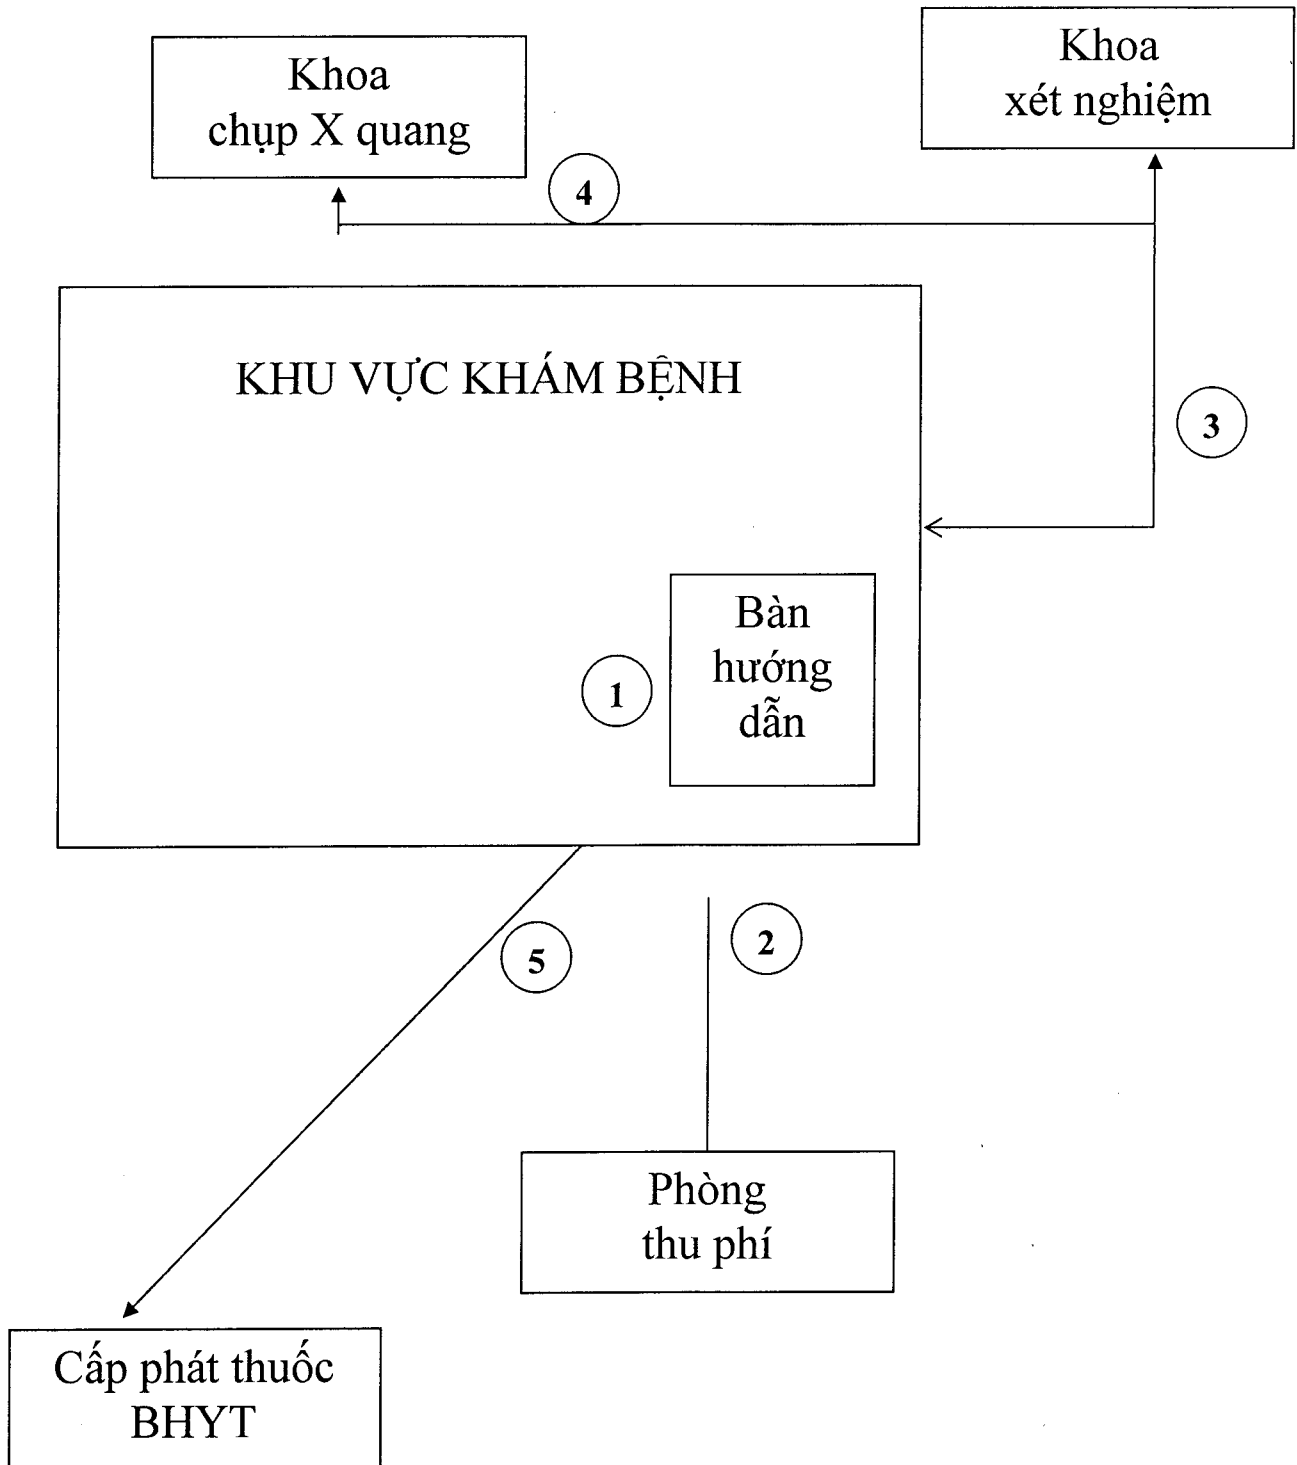 Khoa
chụp X quang
Khoa
xét nghiệm
4
KHU VỰC KHÁM BỆNH
3
Bàn
hướng
dẫn
1
2
5
Phòng
thu phí
Cấp phát thuốc
BHYT